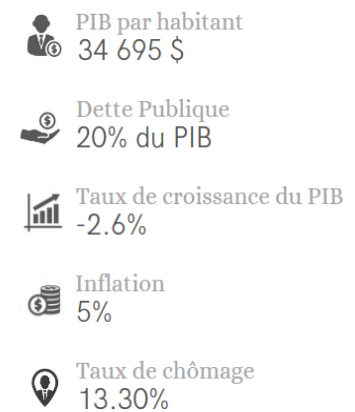 PIB par habitant
34 695 $
Dette Publique
20% du PIB
Taux de croissance du PIB
-2.6%
Inflation
5%
Taux de chômage
13.30%